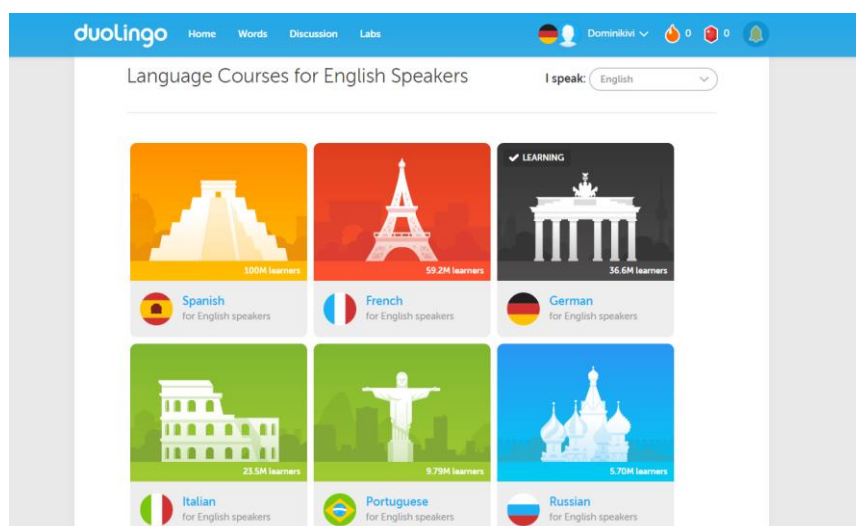 duolingo Home Words Discussion Labs Dominikivi 0 0
Language Courses for English Speakers I speak: English
LEARNING
100M learners 59.2M learners 36.6M learners
Spanish French German
for English speakers for English speakers for English speakers
23.5M learners 9.79M learners 5.70M learners
Italian Portuguese Russian
for English speakers for English speakers for English speakers